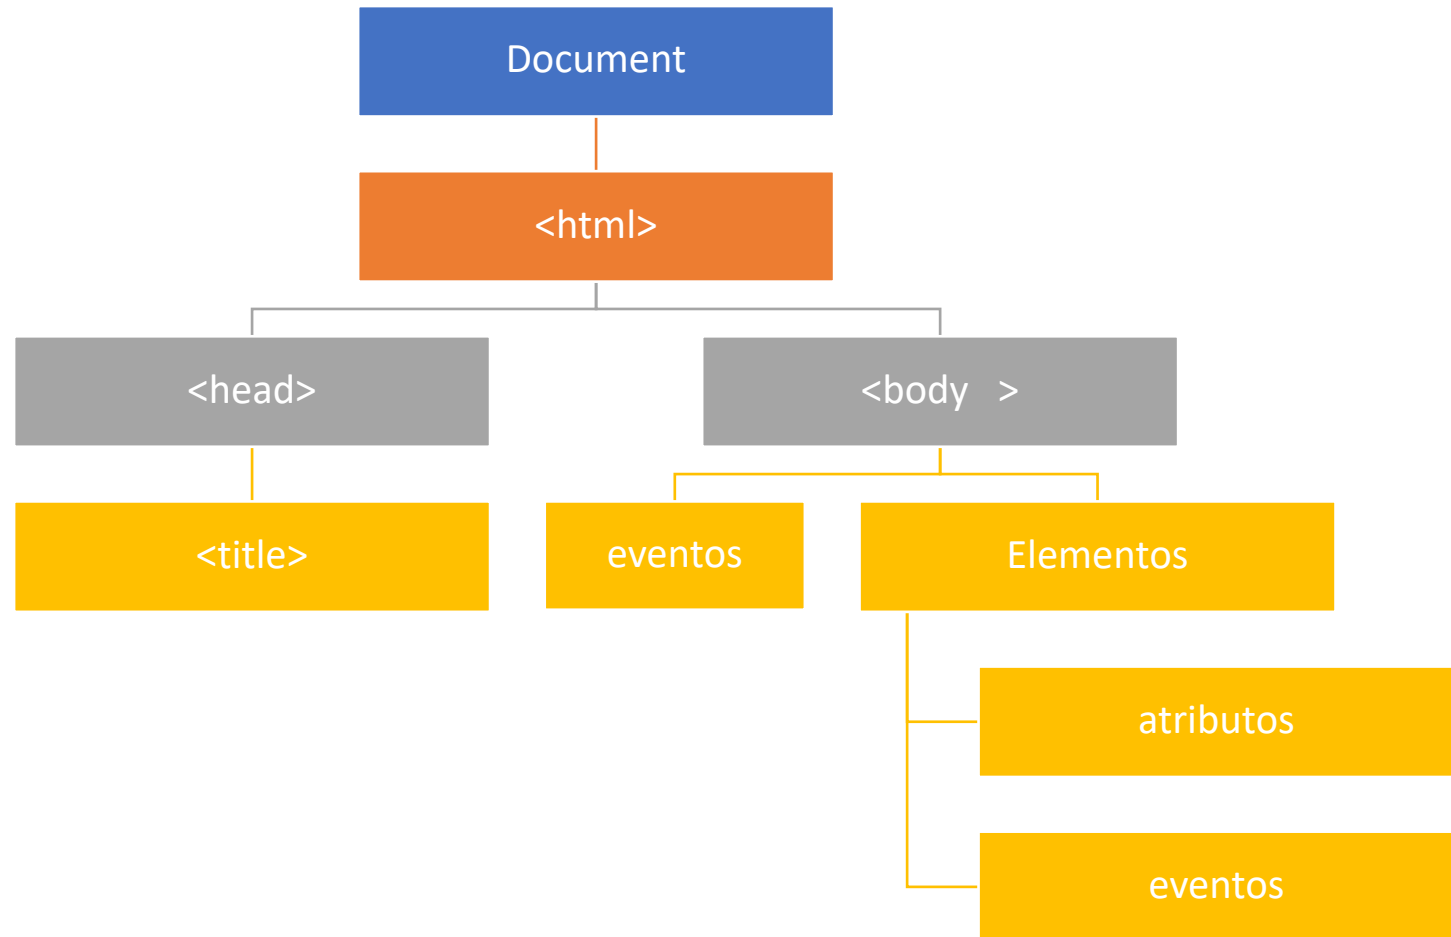 Document
<html>
<head>
<body   >
<title>
eventos
Elementos
atributos
eventos